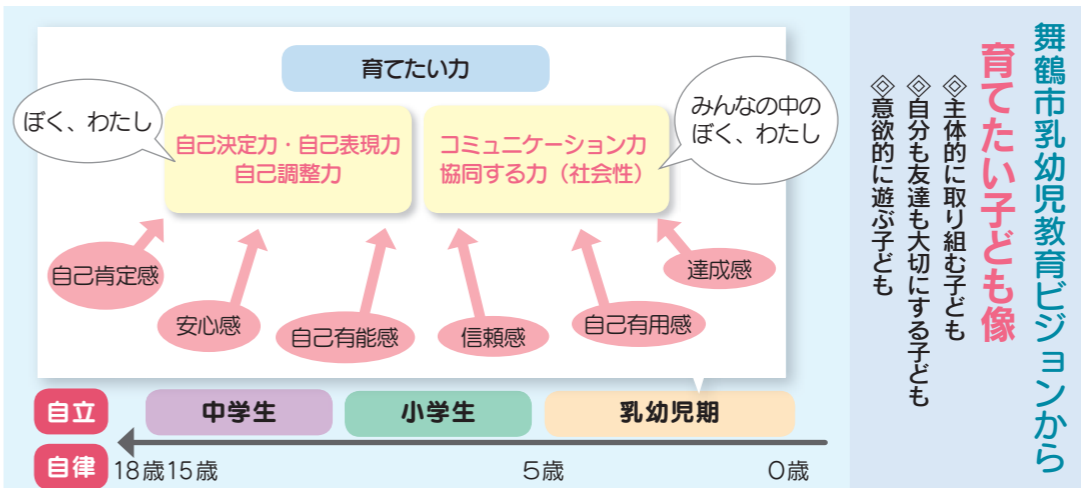 舞鶴市乳幼児教育ビジョンから
育てたい子ども像
◇主体的に取り組む子ども
◇自分も友達も大切にする子ども
◇意欲的に遊ぶ子ども
育てたい力
ぼく、わたし
自己決定力・自己表現力
自己調整力
コミュニケーション力
協同する力（社会性）
みんなの中の
ぼく、わたし
自己肯定感
安心感
自己有能感
信頼感
自己有用感
達成感
自立
中学生
小学生
乳幼児期
自律
18歳
15歳
5歳
0歳